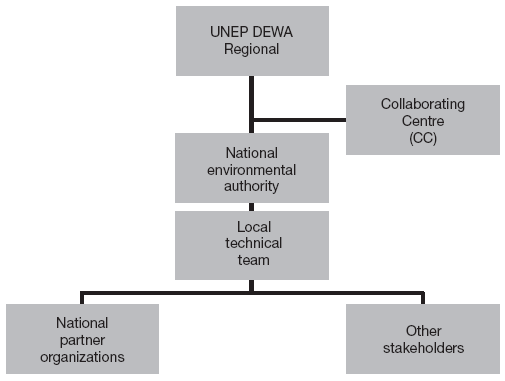 UNEP DEWA
Regional
Collaborating
Centre
(CC)
National
environmental
authority
Local
technical
team
National
partner
organizations
Other
stakeholders